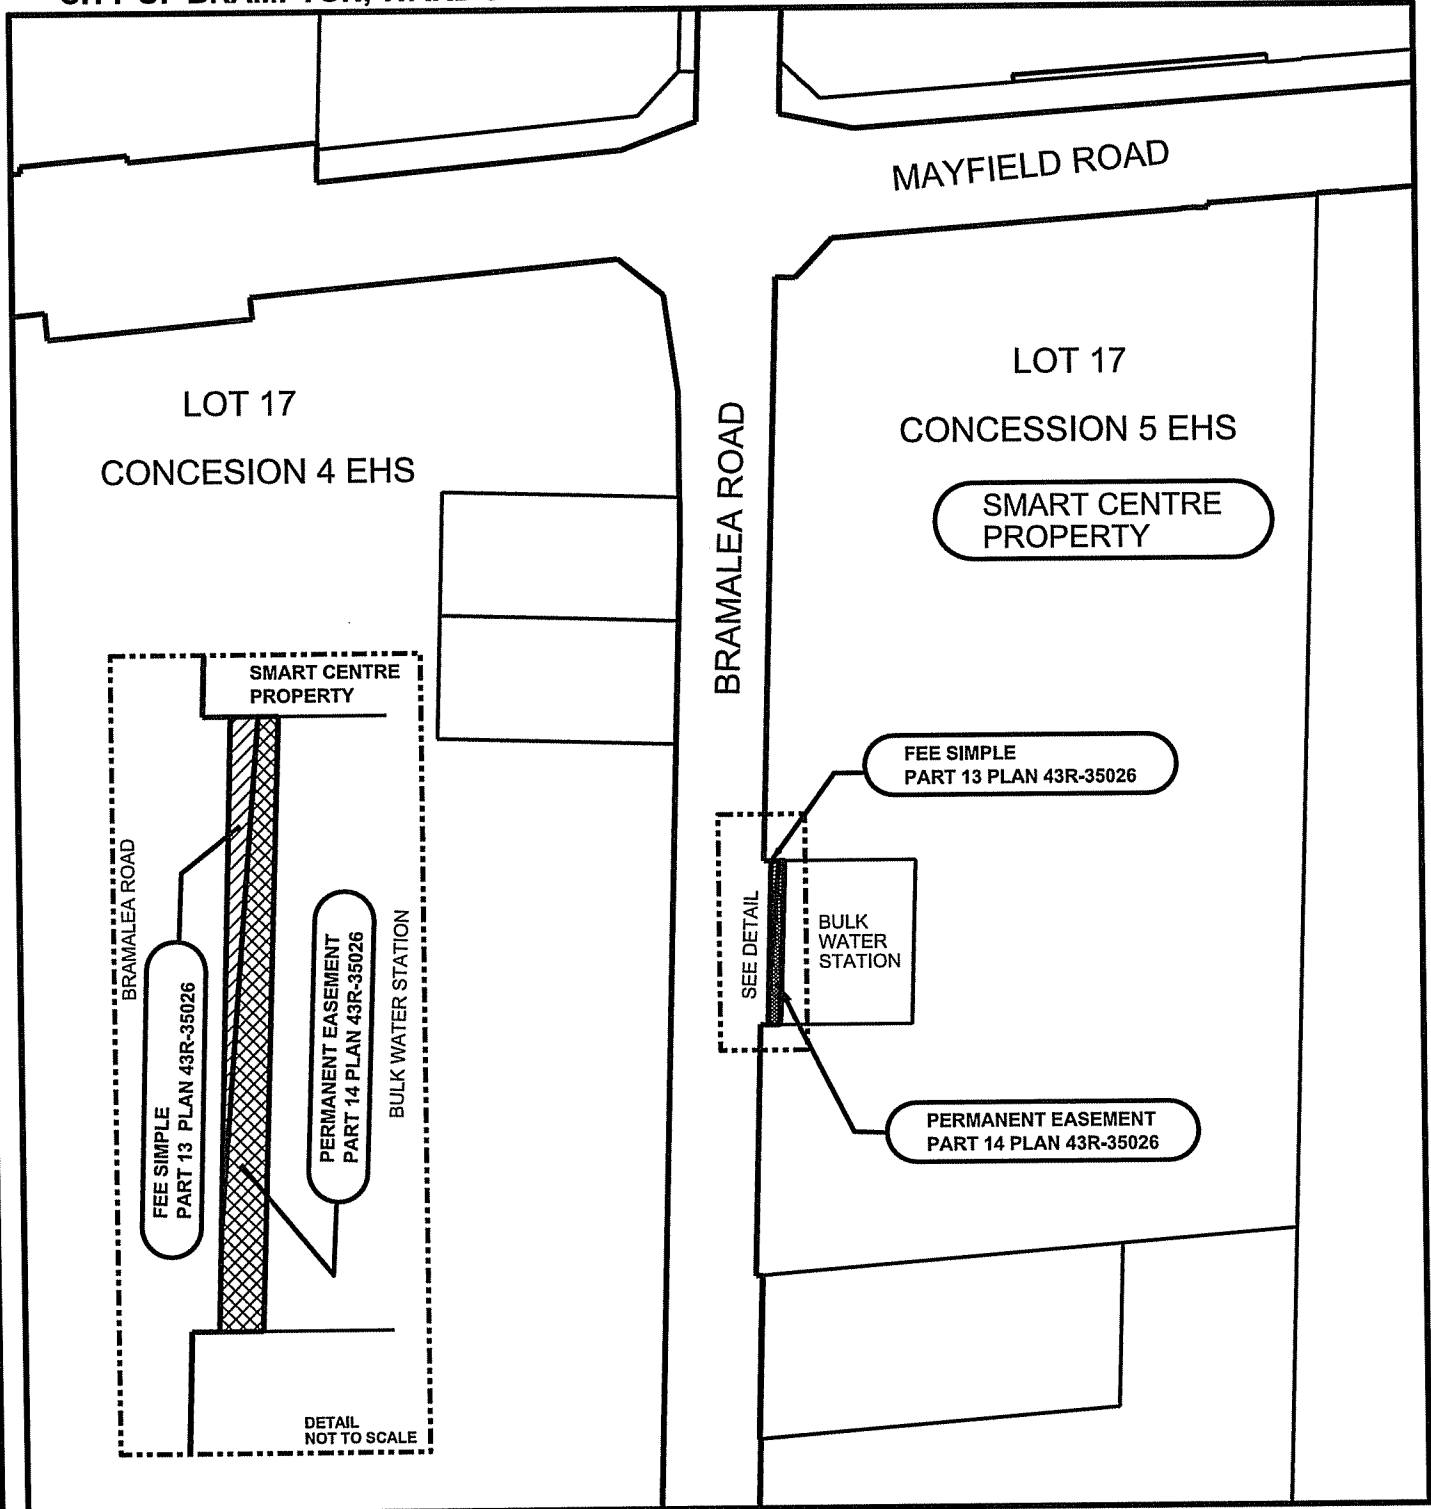 MAYFIELD ROAD
LOT 17
CONCESION 4 EHS
BRAMALEA ROAD
LOT 17
CONCESSION 5 EHS
SMART CENTRE
PROPERTY
SMART CENTRE
PROPERTY
BRAMALEA ROAD
FEE SIMPLE
PART 13 PLAN 43R-35026
PERMANENT EASEMENT
PART 14 PLAN 43R-35026
BULK WATER STATION
DETAIL
NOT TO SCALE
FEE SIMPLE
PART 13 PLAN 43R-35026
SEE DETAIL
BULK
WATER
STATION
PERMANENT EASEMENT
PART 14 PLAN 43R-35026